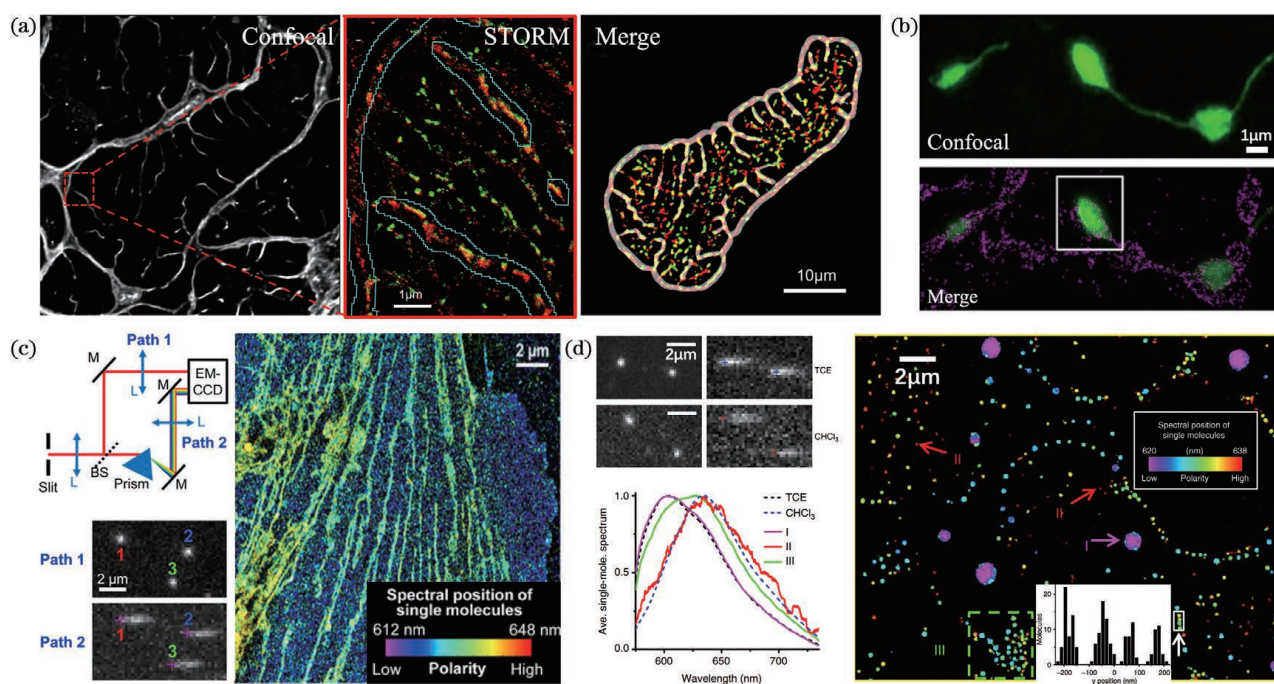 (a)
Confocal
STORM
1μm
Merge
10μm
(b)
Confocal
1μm
Merge
(c)
Path 1
M
L
EM-
CCD
M
L
Path 2
L
BS
Slit
Prism
M
Path 1
1
2
3
2 μm
Path 2
1
2
3
2 μm
Spectral position
of single molecules
612 nm
648 nm
Low
Polarity
High
(d)
2μm
TCE
CHCl₃
Ave. single-mole. spectrum
1.0
0.5
0.0
600
650
700
Wavelength (nm)
TCE
CHCl₃
I
II
III
2μm
Spectral position of
single molecules
620
(nm)
638
Low
Polarity
High
II
II
I
III
Molecules
20
10
0
−200
−100
0
100
200
y position (nm)